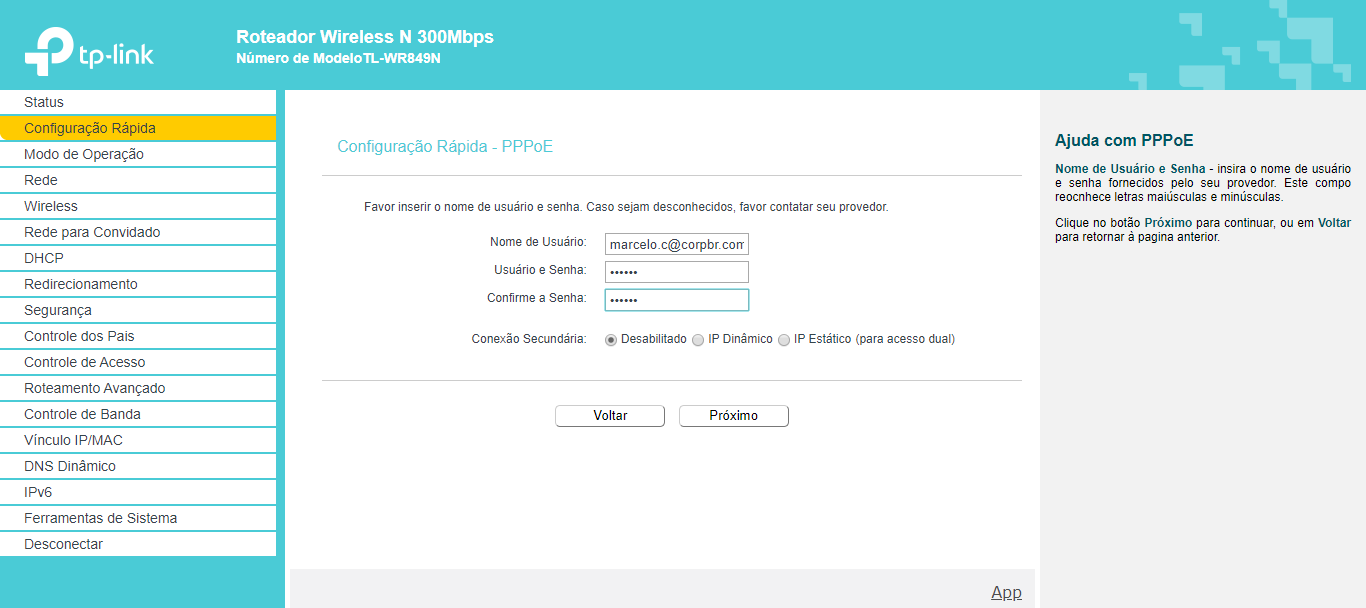 tp-link
Roteador Wireless N 300Mbps
Número de ModeloTL-WR849N
Status
Configuração Rápida
Modo de Operação
Rede
Wireless
Rede para Convidado
DHCP
Redirecionamento
Segurança
Controle dos Pais
Controle de Acesso
Roteamento Avançado
Controle de Banda
Vínculo IP/MAC
DNS Dinâmico
IPv6
Ferramentas de Sistema
Desconectar
Configuração Rápida - PPPoE
Favor inserir o nome de usuário e senha. Caso sejam desconhecidos, favor contatar seu provedor.
Nome de Usuário: marcelo.c@corpbr.com
Usuário e Senha: ••••••
Confirme a Senha: ••••••
Conexão Secundária: Desabilitado IP Dinâmico IP Estático (para acesso dual)
Voltar Próximo
App
Ajuda com PPPoE
Nome de Usuário e Senha - insira o nome de usuário
e senha fornecidos pelo seu provedor. Este compo
reocnhece letras maiúsculas e minúsculas.
Clique no botão Próximo para continuar, ou em Voltar
para retornar à pagina anterior.